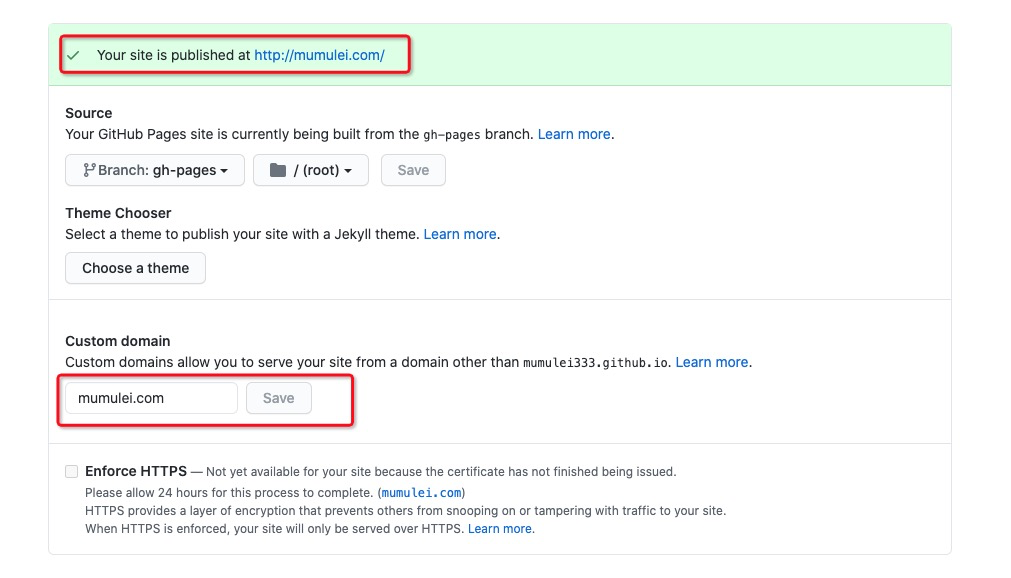 Your site is published at http://mumulei.com/
Source
Your GitHub Pages site is currently being built from the gh-pages branch. Learn more.
Branch: gh-pages
/ (root)
Save
Theme Chooser
Select a theme to publish your site with a Jekyll theme. Learn more.
Choose a theme
Custom domain
Custom domains allow you to serve your site from a domain other than mumulei333.github.io. Learn more.
mumulei.com
Save
Enforce HTTPS — Not yet available for your site because the certificate has not finished being issued.
Please allow 24 hours for this process to complete. (mumulei.com)
HTTPS provides a layer of encryption that prevents others from snooping on or tampering with traffic to your site.
When HTTPS is enforced, your site will only be served over HTTPS. Learn more.